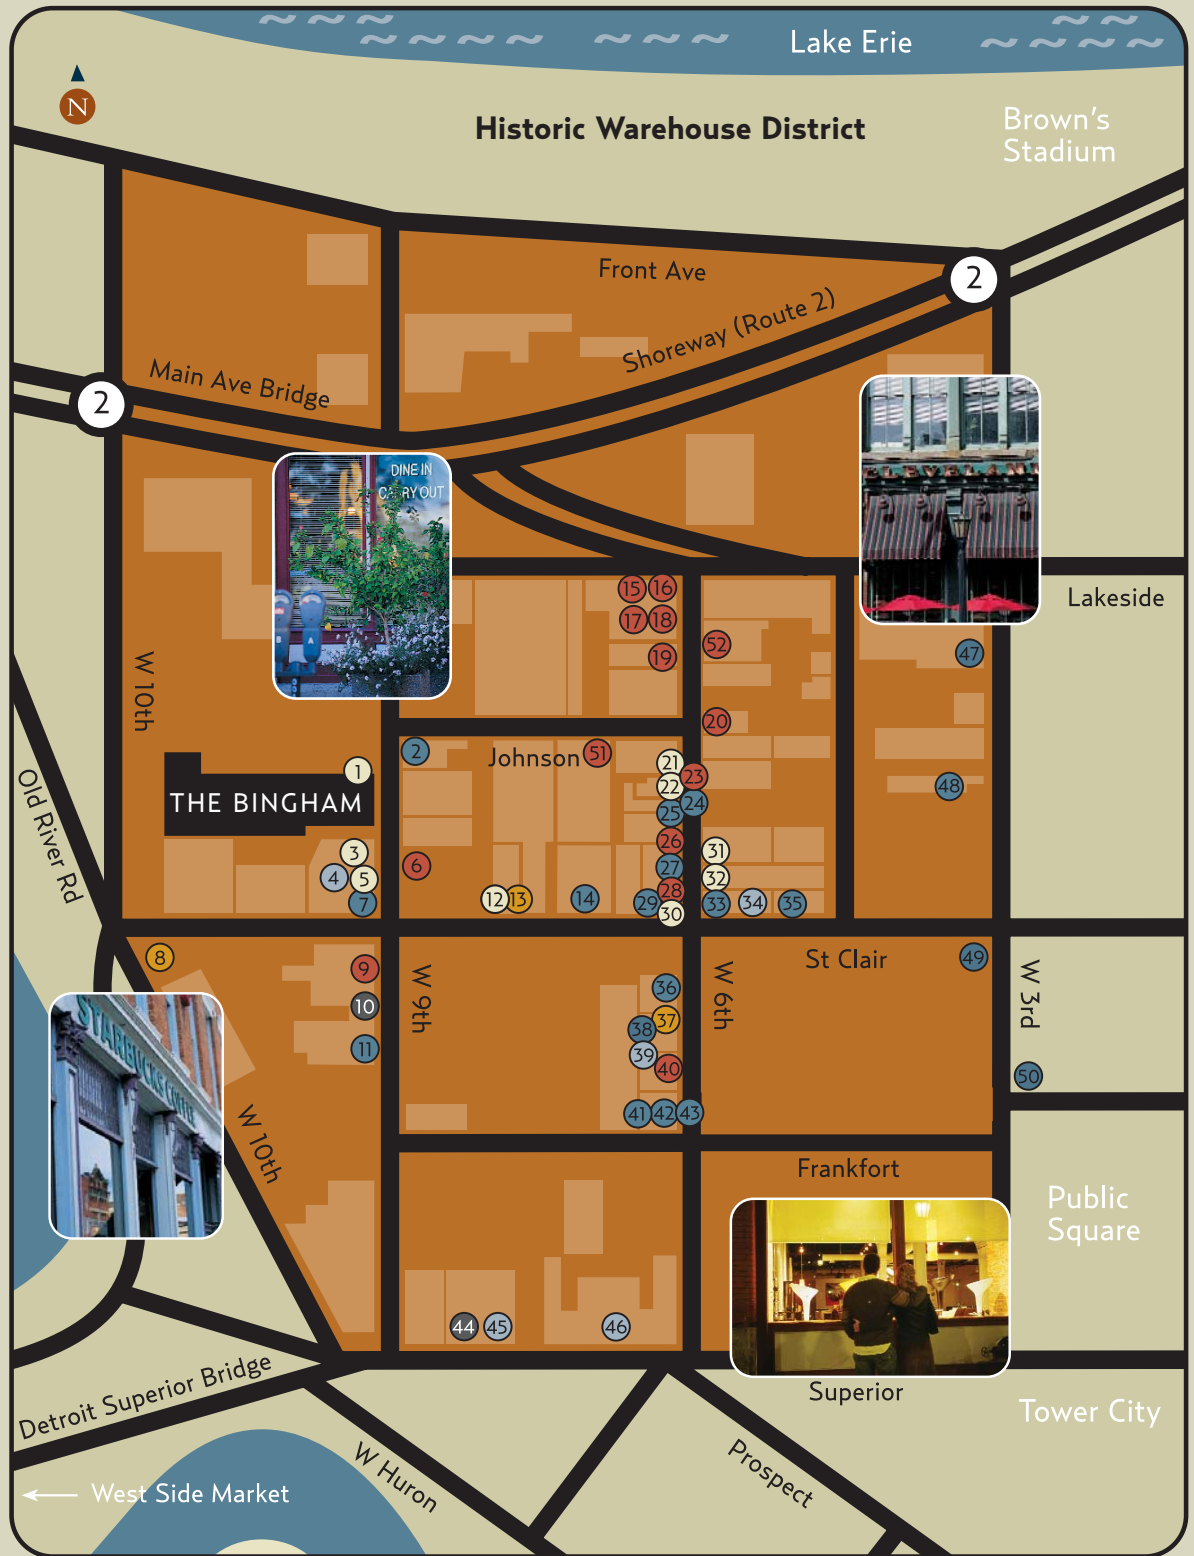 Lake Erie
N
Historic Warehouse District
Brown's
Stadium
Front Ave
2
Shoreway (Route 2)
Main Ave Bridge
2
DINE IN
CARRY OUT
Lakeside
15 16
17 18
19
52
47
W 10th
20
2
Johnson
51
1
21
22
23
24
25
48
THE BINGHAM
Old River Rd
3
4
5
7
6
12 13
14
26
27
28
29
30
31
32
33
34
35
8
9
10
11
W 9th
36
37
38
39
40
41 42 43
W 6th
St Clair
49
W 3rd
50
STARBUCKS COFFEE
W 10th
Frankfort
Public
Square
44
45
46
Superior
Detroit Superior Bridge
Tower City
W Huron
Prospect
West Side Market